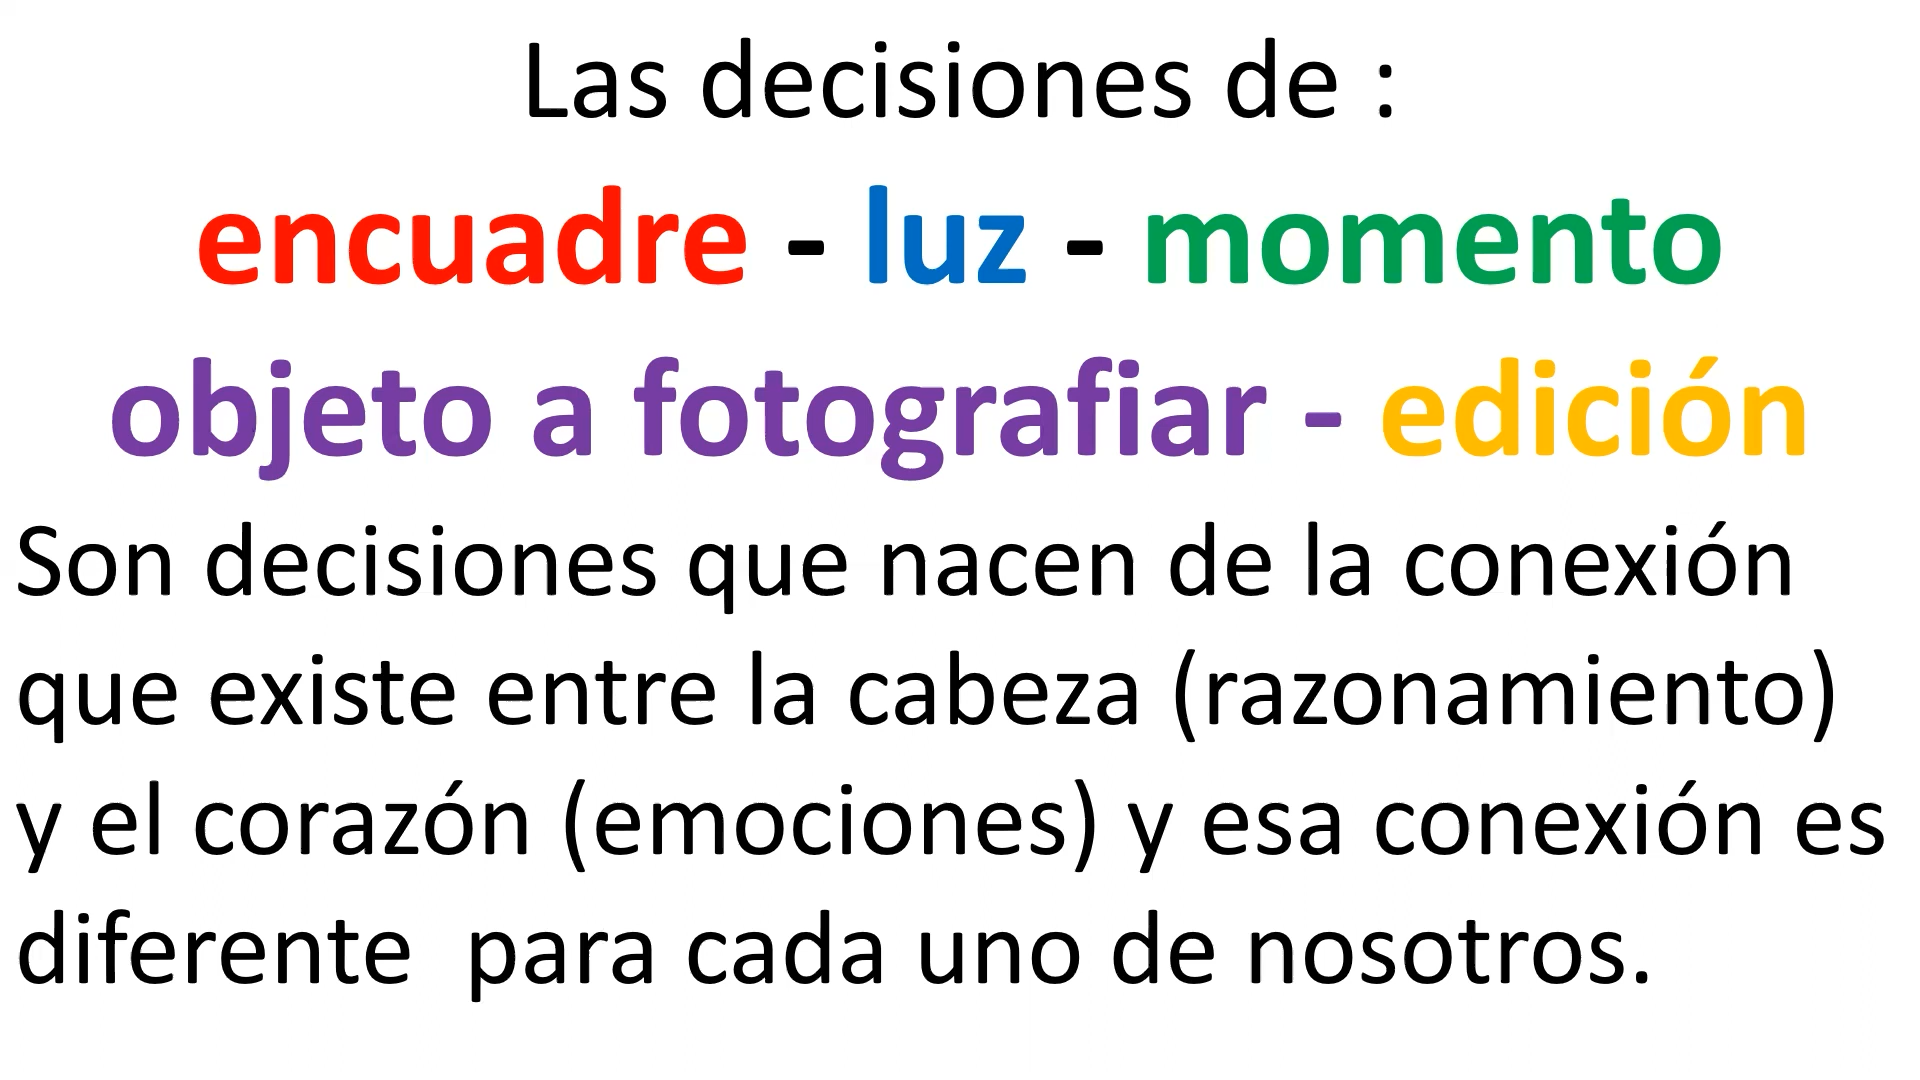 Las decisiones de :
encuadre - luz - momento
objeto a fotografiar - edición
Son decisiones que nacen de la conexión
que existe entre la cabeza (razonamiento)
y el corazón (emociones) y esa conexión es
diferente  para cada uno de nosotros.